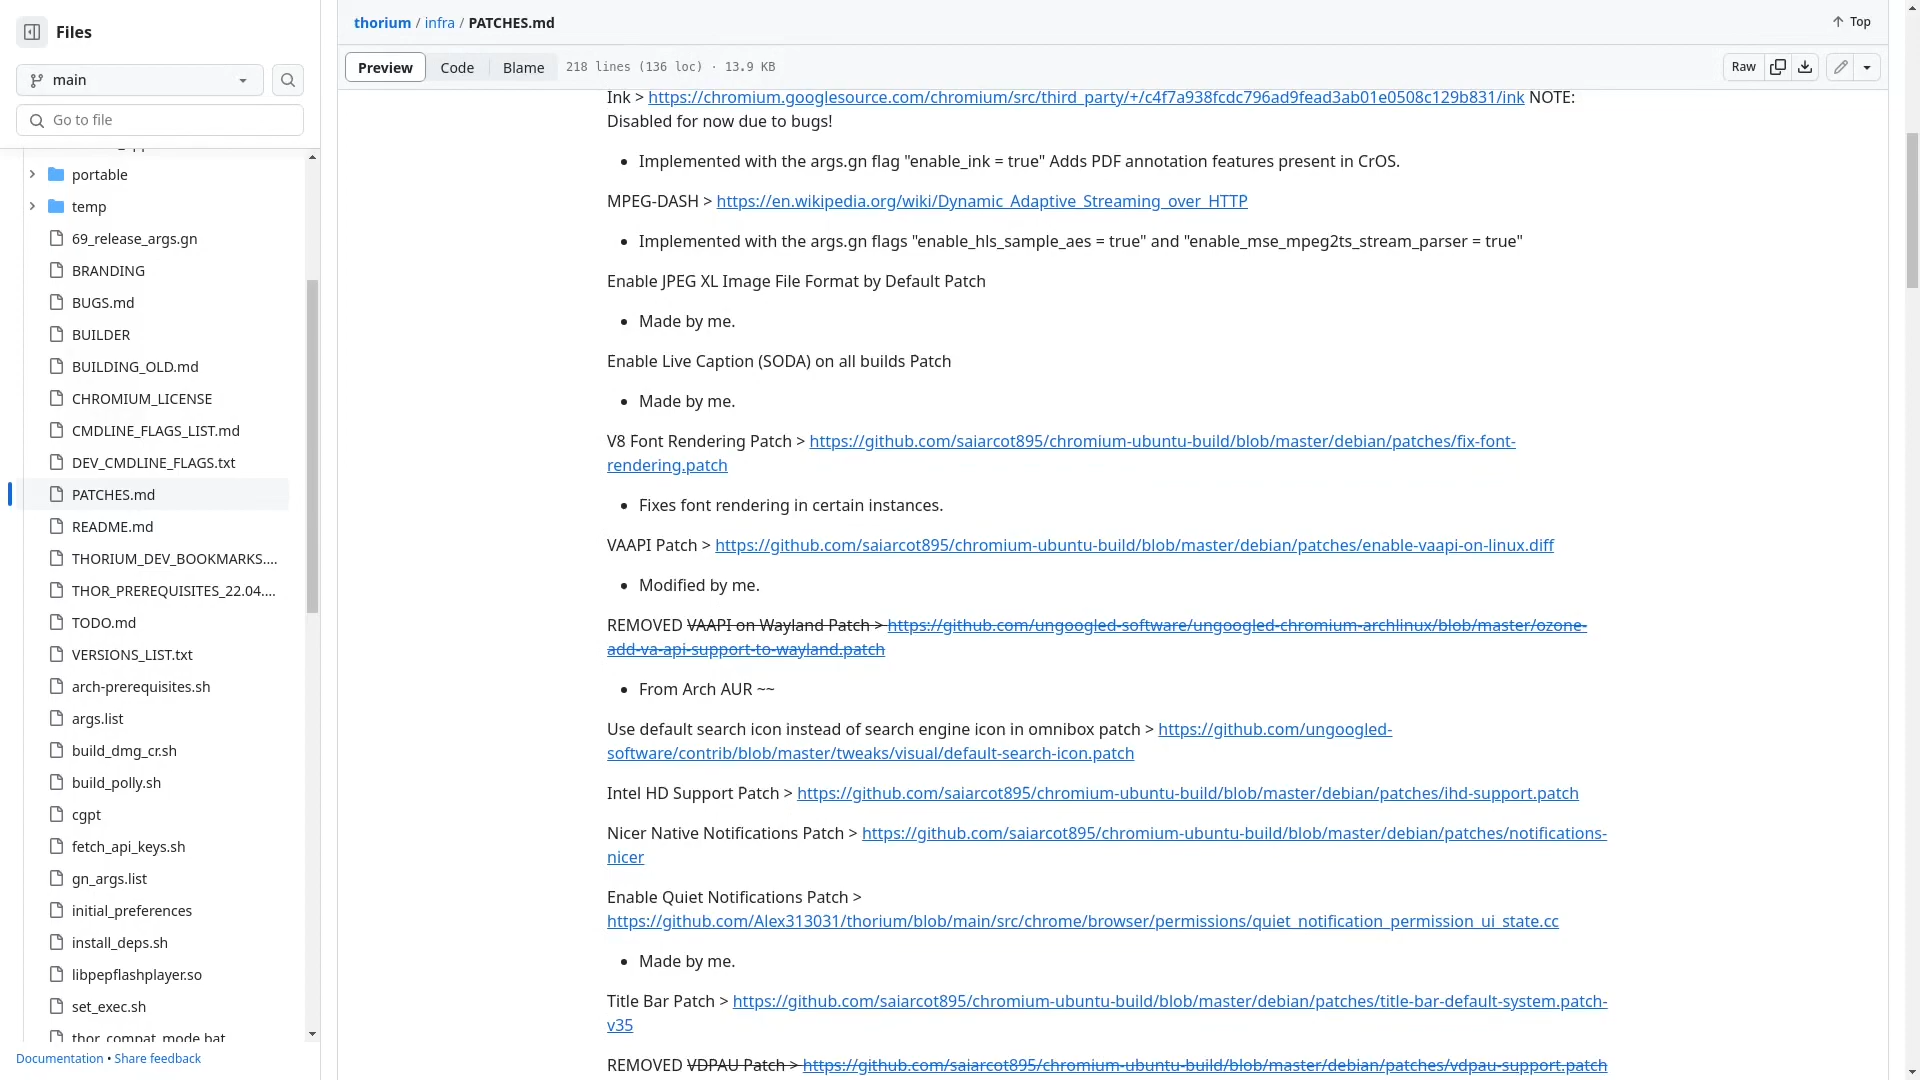 Files
main
Go to file
portable
temp
69_release_args.gn
BRANDING
BUGS.md
BUILDER
BUILDING_OLD.md
CHROMIUM_LICENSE
CMDLINE_FLAGS_LIST.md
DEV_CMDLINE_FLAGS.txt
PATCHES.md
README.md
THORIUM_DEV_BOOKMARKS....
THOR_PREREQUISITES_22.04....
TODO.md
VERSIONS_LIST.txt
arch-prerequisites.sh
args.list
build_dmg_cr.sh
build_polly.sh
cgpt
fetch_api_keys.sh
gn_args.list
initial_preferences
install_deps.sh
libpepflashplayer.so
set_exec.sh
thor_compat_mode.bat
Documentation • Share feedback
thorium / infra / PATCHES.md
Top
Preview Code Blame 218 lines (136 loc) · 13.9 KB
Raw
Ink > https://chromium.googlesource.com/chromium/src/third_party/+/c4f7a938fcdc796ad9fead3ab01e0508c129b831/ink NOTE:
Disabled for now due to bugs!
• Implemented with the args.gn flag "enable_ink = true" Adds PDF annotation features present in CrOS.
MPEG-DASH > https://en.wikipedia.org/wiki/Dynamic_Adaptive_Streaming_over_HTTP
• Implemented with the args.gn flags "enable_hls_sample_aes = true" and "enable_mse_mpeg2ts_stream_parser = true"
Enable JPEG XL Image File Format by Default Patch
• Made by me.
Enable Live Caption (SODA) on all builds Patch
• Made by me.
V8 Font Rendering Patch > https://github.com/saiarcot895/chromium-ubuntu-build/blob/master/debian/patches/fix-font-
rendering.patch
• Fixes font rendering in certain instances.
VAAPI Patch > https://github.com/saiarcot895/chromium-ubuntu-build/blob/master/debian/patches/enable-vaapi-on-linux.diff
• Modified by me.
REMOVED VAAPI on Wayland Patch > https://github.com/ungoogled-software/ungoogled-chromium-archlinux/blob/master/ozone-
add-va-api-support-to-wayland.patch
• From Arch AUR ~~
Use default search icon instead of search engine icon in omnibox patch > https://github.com/ungoogled-
software/contrib/blob/master/tweaks/visual/default-search-icon.patch
Intel HD Support Patch > https://github.com/saiarcot895/chromium-ubuntu-build/blob/master/debian/patches/ihd-support.patch
Nicer Native Notifications Patch > https://github.com/saiarcot895/chromium-ubuntu-build/blob/master/debian/patches/notifications-
nicer
Enable Quiet Notifications Patch >
https://github.com/Alex313031/thorium/blob/main/src/chrome/browser/permissions/quiet_notification_permission_ui_state.cc
• Made by me.
Title Bar Patch > https://github.com/saiarcot895/chromium-ubuntu-build/blob/master/debian/patches/title-bar-default-system.patch-
v35
REMOVED VDPAU Patch > https://github.com/saiarcot895/chromium-ubuntu-build/blob/master/debian/patches/vdpau-support.patch